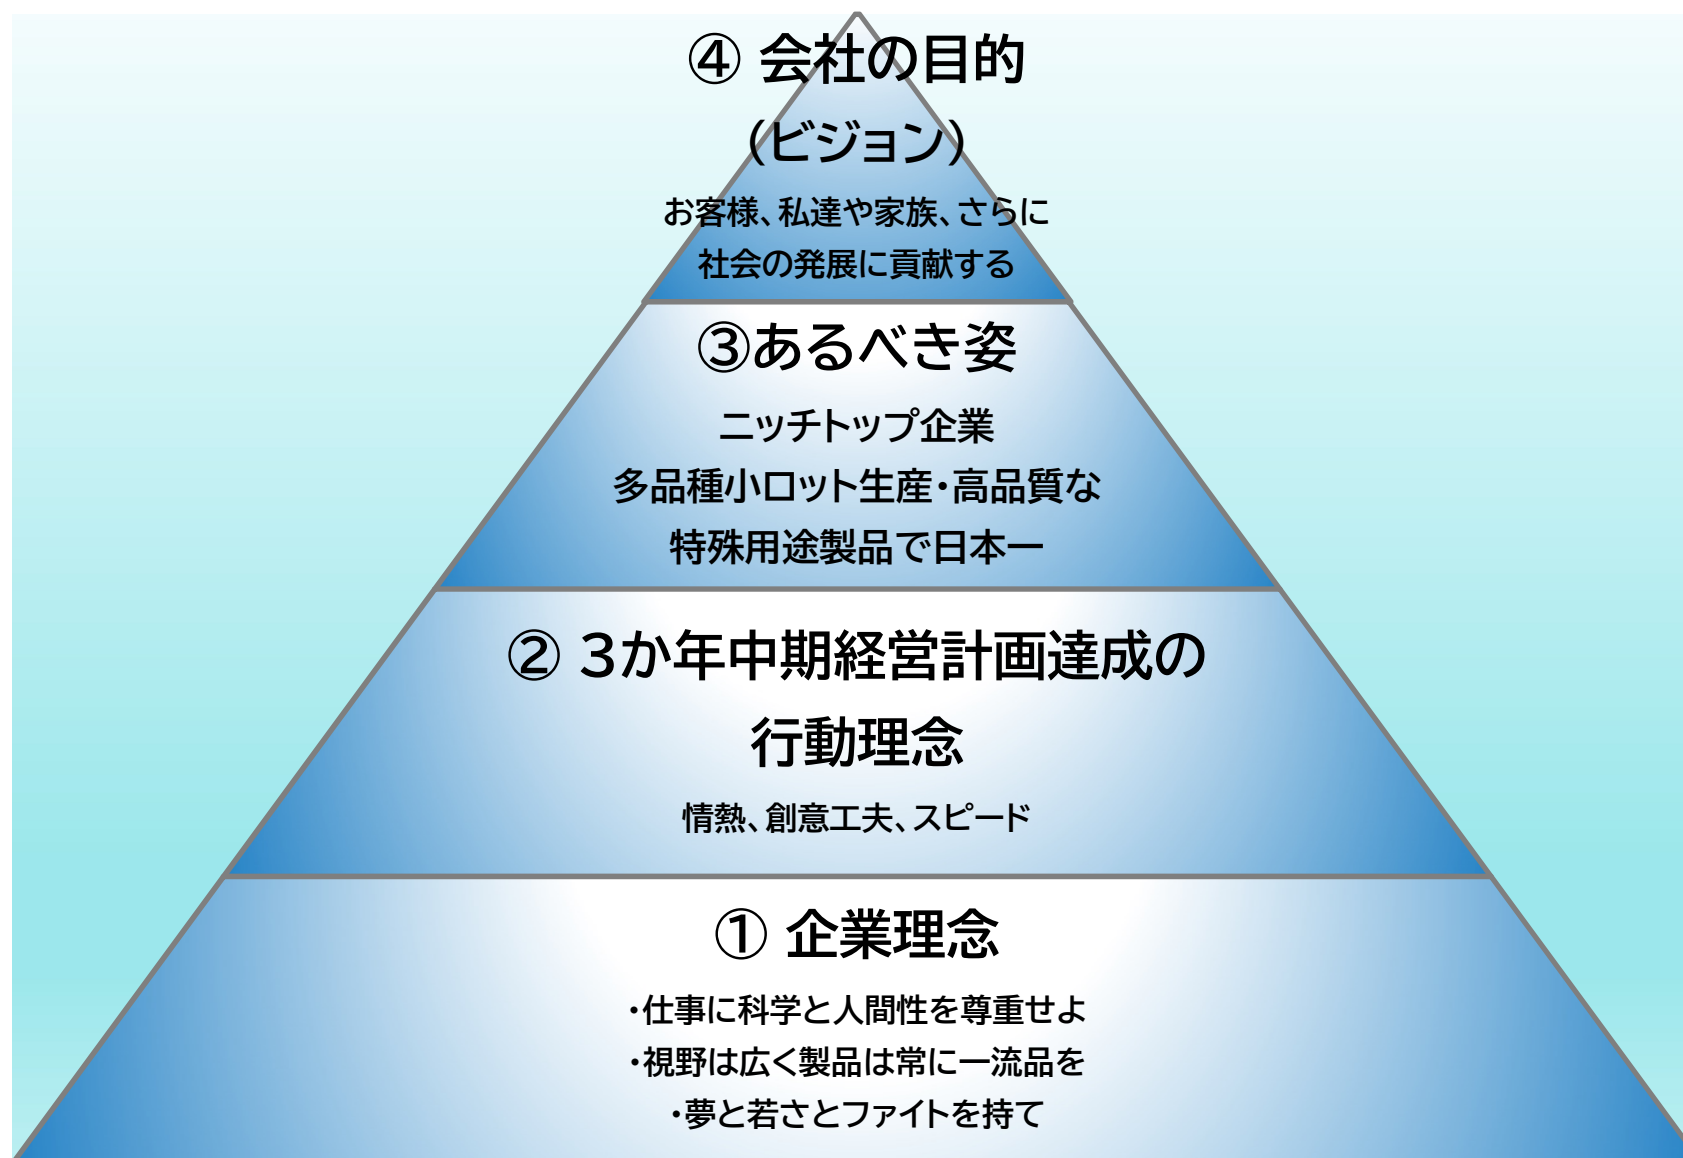 ④ 会社の目的
（ビジョン）
お客様、私達や家族、さらに
社会の発展に貢献する
③あるべき姿
ニッチトップ企業
多品種小ロット生産・高品質な
特殊用途製品で日本一
② ３か年中期経営計画達成の
行動理念
情熱、創意工夫、スピード
① 企業理念
・仕事に科学と人間性を尊重せよ
・視野は広く製品は常に一流品を
・夢と若さとファイトを持て